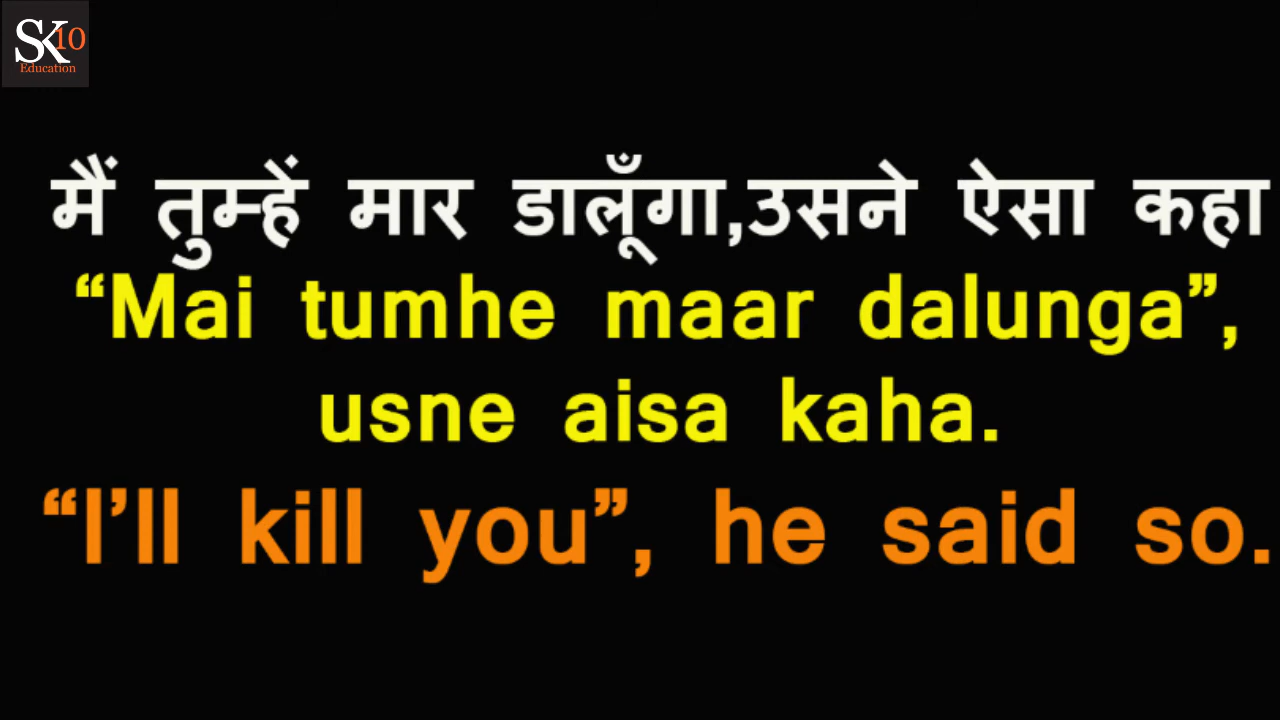 SK10
Education
मैं तुम्हें मार डालूँगा,उसने ऐसा कहा
“Mai tumhe maar dalunga”,
usne aisa kaha.
“I’ll kill you”, he said so.